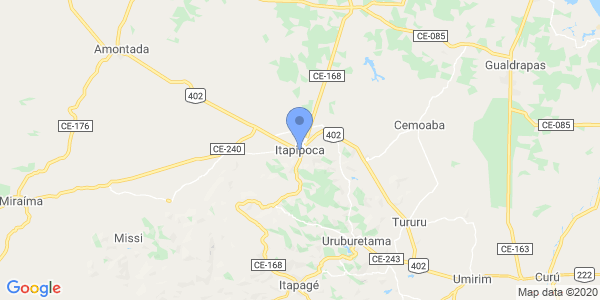 CE-085
Amontada
Gualdrapas
CE-168
402
CE-176
CE-085
Cemoaba
402
CE-240
Itapipoca
Miraíma
Tururu
Missi
Uruburetama
CE-163
CE-243
CE-168
402
Umirim
Curú
222
Itapagé
Google
Map data ©2020